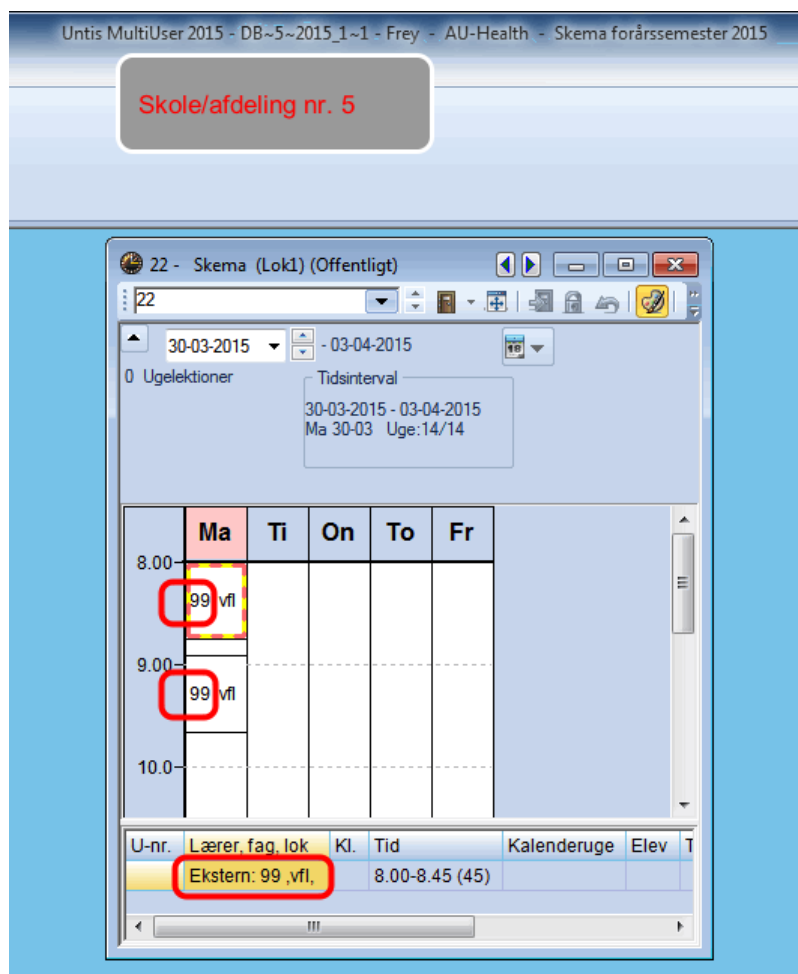 Untis MultiUser 2015 - DB~5~2015_1~1 - Frey - AU-Health - Skema forårssemester 2015
Skole/afdeling nr. 5
22 - Skema (Lok1) (Offentligt)
22
30-03-2015 - 03-04-2015
0 Ugelektioner
Tidsinterval
30-03-2015 - 03-04-2015
Ma 30-03 Uge:14/14
Ma Ti On To Fr
8.00
99 vfl
9.00
99 vfl
10.0
U-nr. Lærer, fag, lok Kl. Tid Kalenderuge Elev T
Ekstern: 99 ,vfl, 8.00-8.45 (45)